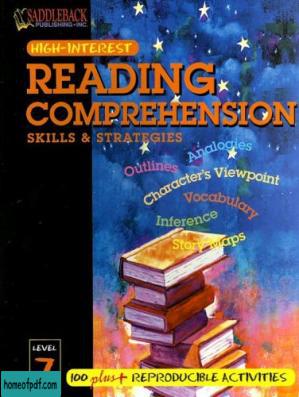 SADDLEBACK
PUBLISHING·INC.
HIGH-INTEREST
READING
COMPREHENSION
SKILLS & STRATEGIES
Analogies
Outlines
Character's Viewpoint
Vocabulary
Inference
Story-Maps
LEVEL
7
100 plus+ REPRODUCIBLE ACTIVITIES
homeofpdf.com